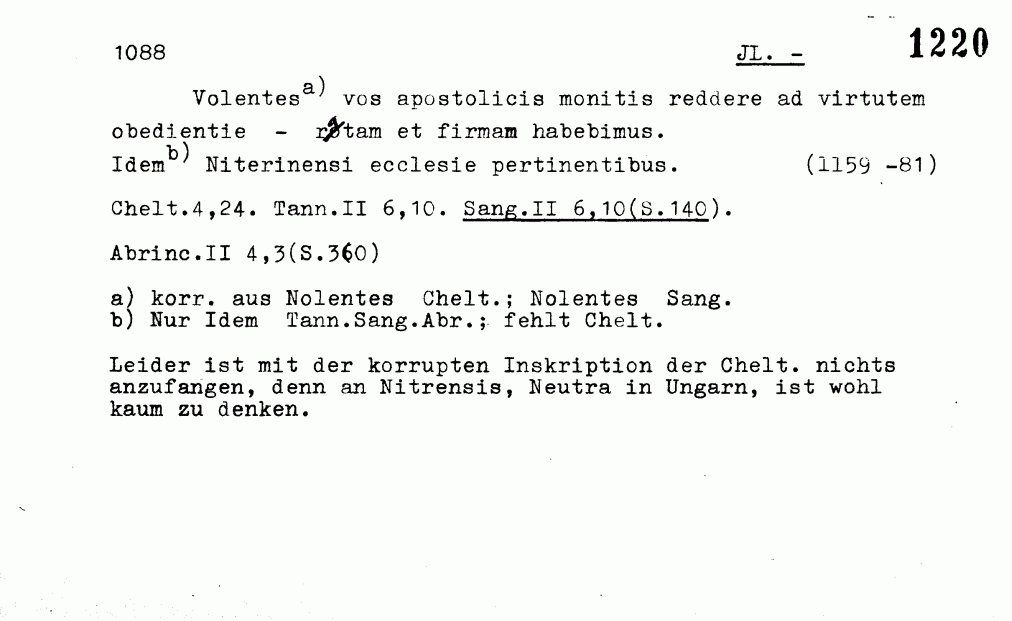 1088 JL. - 1220
Volentesa) vos apostolicis monitis reddere ad virtutem
obedientie - ratam et firmam habebimus.
Idemb) Niterinensi ecclesie pertinentibus. (1159 -81)
Chelt.4,24. Tann.II 6,10. Sang.II 6,10(S.140).
Abrinc.II 4,3(S.360)
a) korr. aus Nolentes Chelt.; Nolentes Sang.
b) Nur Idem Tann.Sang.Abr.; fehlt Chelt.
Leider ist mit der korrupten Inskription der Chelt. nichts
anzufangen, denn an Nitrensis, Neutra in Ungarn, ist wohl
kaum zu denken.